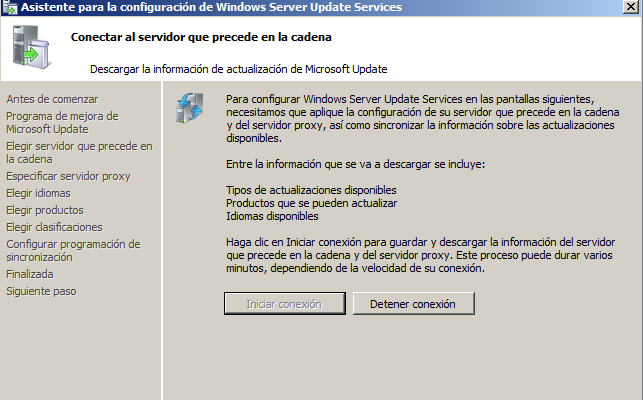 Asistente para la configuración de Windows Server Update Services
Conectar al servidor que precede en la cadena
Descargar la información de actualización de Microsoft Update
Antes de comenzar
Programa de mejora de
Microsoft Update
Elegir servidor que precede en
la cadena
Especificar servidor proxy
Elegir idiomas
Elegir productos
Elegir clasificaciones
Configurar programación de
sincronización
Finalizada
Siguiente paso
Para configurar Windows Server Update Services en las pantallas siguientes,
necesitamos que aplique la configuración de su servidor que precede en la cadena
y del servidor proxy, así como sincronizar la información sobre las actualizaciones
disponibles.
Entre la información que se va a descargar se incluye:
Tipos de actualizaciones disponibles
Productos que se pueden actualizar
Idiomas disponibles
Haga clic en Iniciar conexión para guardar y descargar la información del servidor
que precede en la cadena y del servidor proxy. Este proceso puede durar varios
minutos, dependiendo de la velocidad de su conexión.
Iniciar conexión
Detener conexión